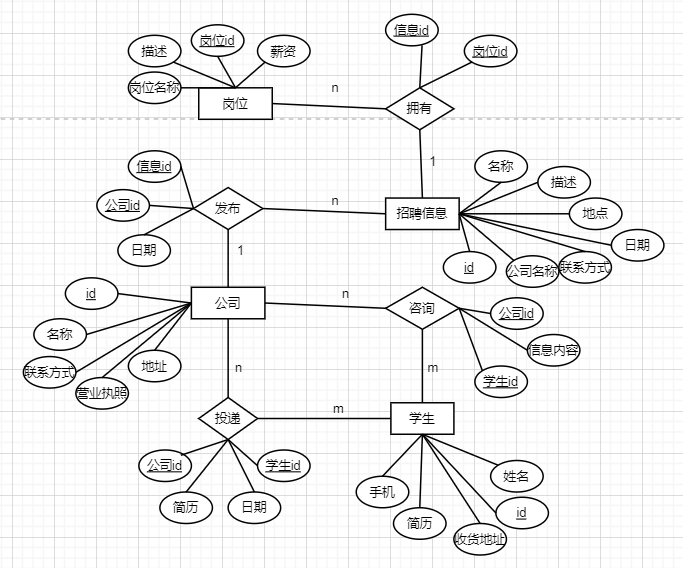 信息id
岗位id
描述
薪资
岗位id
岗位名称
岗位
n
拥有
1
信息id
名称
描述
公司id
发布
n
招聘信息
地点
日期
1
日期
id
公司名称
联系方式
id
公司
n
咨询
公司id
名称
信息内容
联系方式
营业执照
地址
n
m
学生id
投递
m
学生
公司id
学生id
姓名
手机
简历
日期
简历
id
收货地址